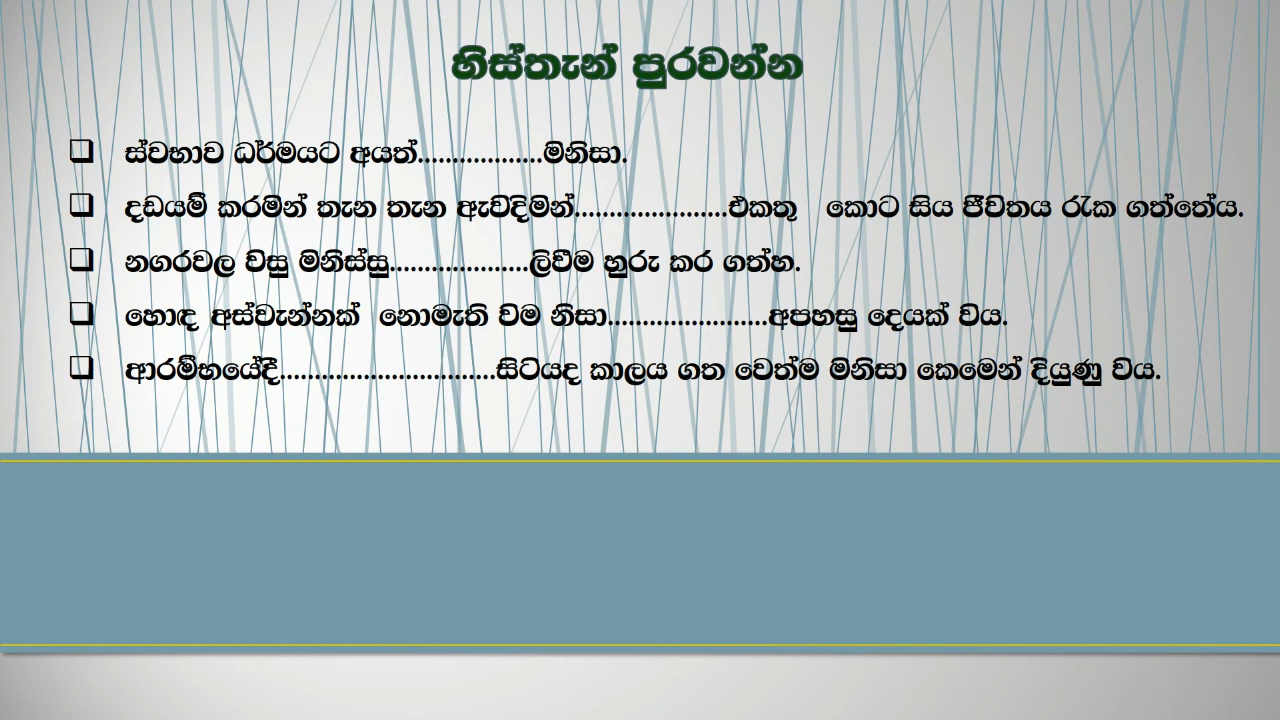 හිස්තැන් පුරවන්න
❑ ස්වභාව ධර්මයට අයත්..................මිනිසා.
❑ දඩයම් කරමින් තැන තැන ඇවිදිමින්......................එකතු කොට සිය ජීවිතය රැක ගත්තේය.
❑ නගරවල විසු මිනිස්සු....................ලිවීම හුරු කර ගත්හ.
❑ හොඳ අස්වැන්නක් නොමැති වීම නිසා.......................අපහසු දෙයක් විය.
❑ ආරම්භයේදී...............................සිටියද කාලය ගත වෙත්ම මිනිසා කෙමෙන් දියුණු විය.